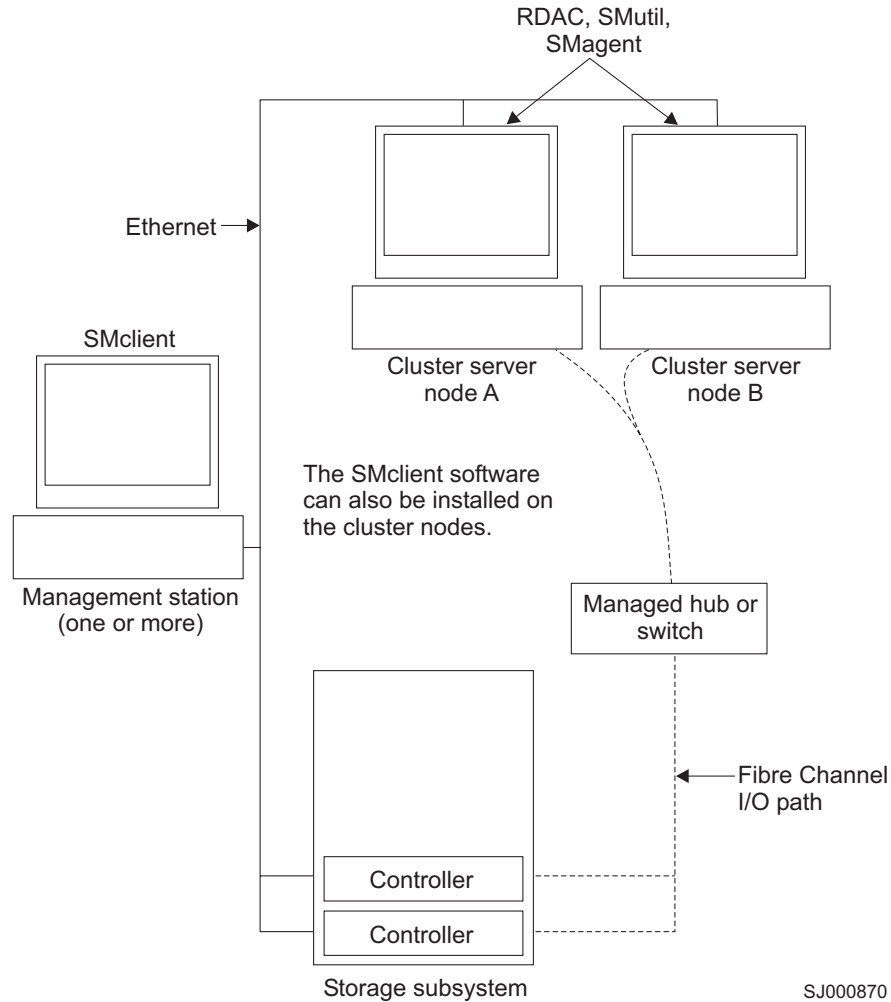 RDAC, SMutil,
SMagent
Ethernet
SMclient
Cluster server
node A
Cluster server
node B
The SMclient software
can also be installed on
the cluster nodes.
Management station
(one or more)
Managed hub or
switch
Fibre Channel
I/O path
Controller
Controller
Storage subsystem
SJ000870